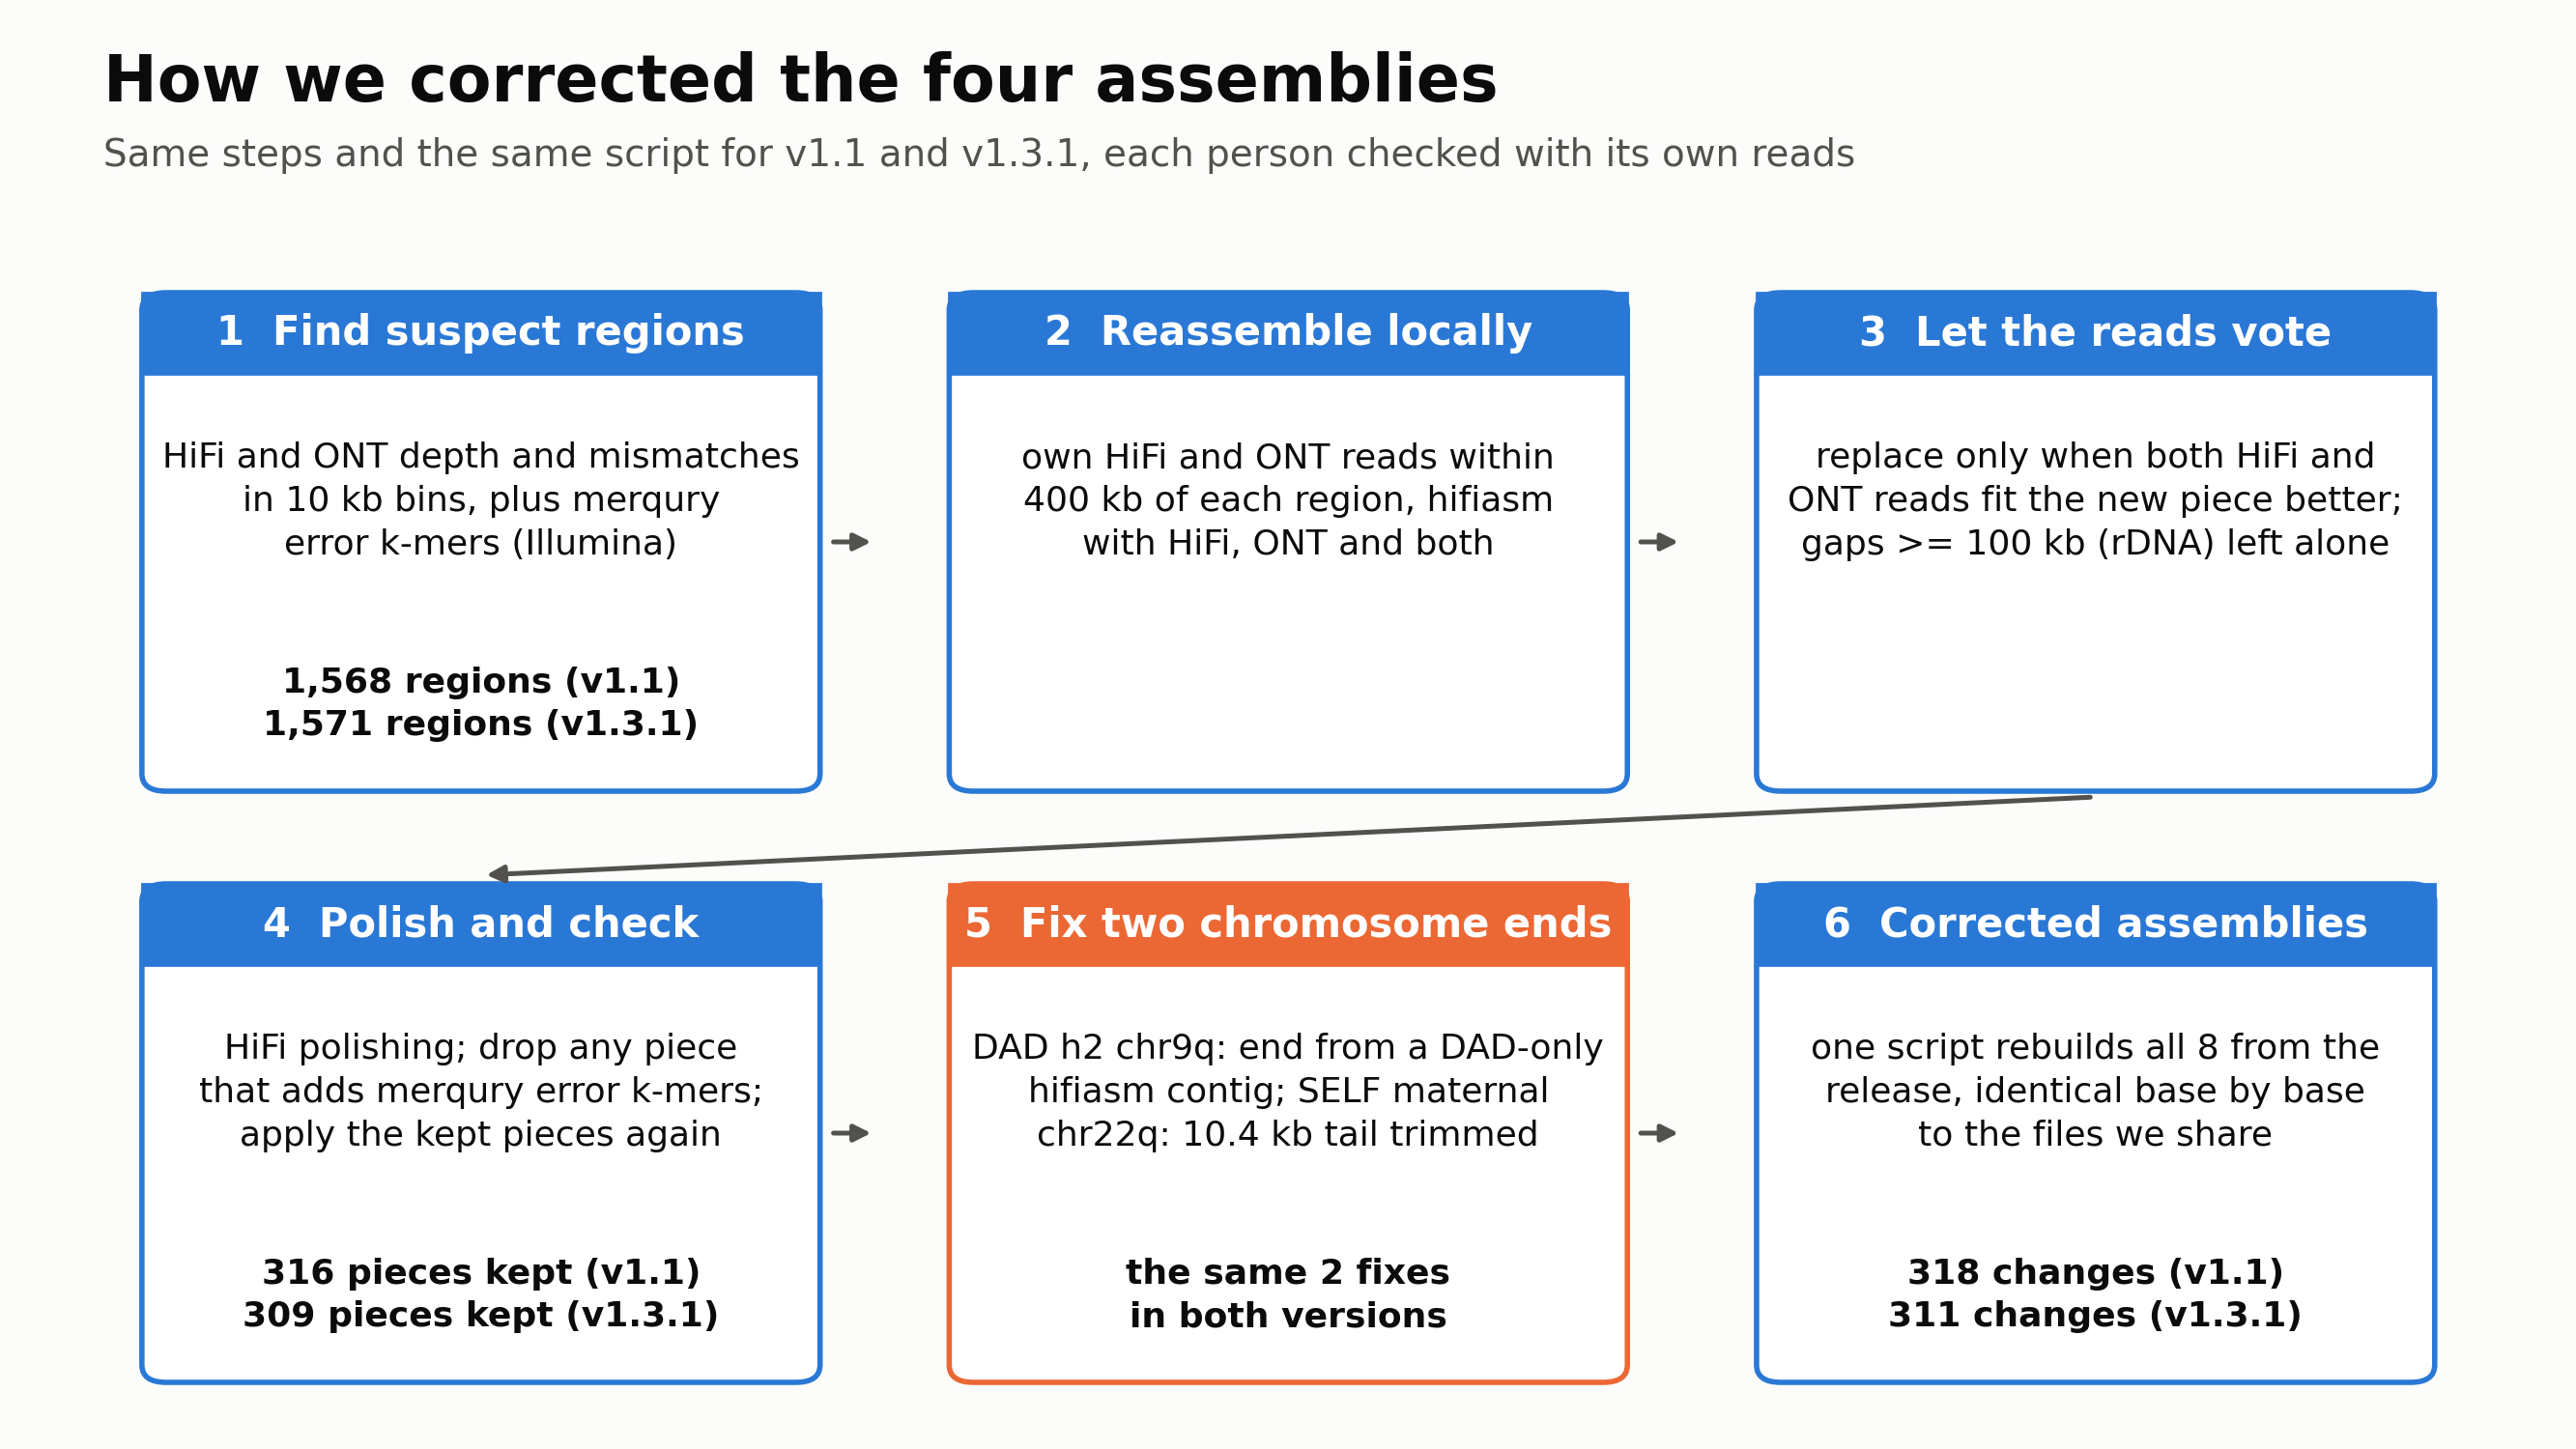 How we corrected the four assemblies
Same steps and the same script for v1.1 and v1.3.1, each person checked with its own reads
1 Find suspect regions
HiFi and ONT depth and mismatches
in 10 kb bins, plus merqury
error k-mers (Illumina)
1,568 regions (v1.1)
1,571 regions (v1.3.1)
2 Reassemble locally
own HiFi and ONT reads within
400 kb of each region, hifiasm
with HiFi, ONT and both
3 Let the reads vote
replace only when both HiFi and
ONT reads fit the new piece better;
gaps >= 100 kb (rDNA) left alone
4 Polish and check
HiFi polishing; drop any piece
that adds merqury error k-mers;
apply the kept pieces again
316 pieces kept (v1.1)
309 pieces kept (v1.3.1)
5 Fix two chromosome ends
DAD h2 chr9q: end from a DAD-only
hifiasm contig; SELF maternal
chr22q: 10.4 kb tail trimmed
the same 2 fixes
in both versions
6 Corrected assemblies
one script rebuilds all 8 from the
release, identical base by base
to the files we share
318 changes (v1.1)
311 changes (v1.3.1)